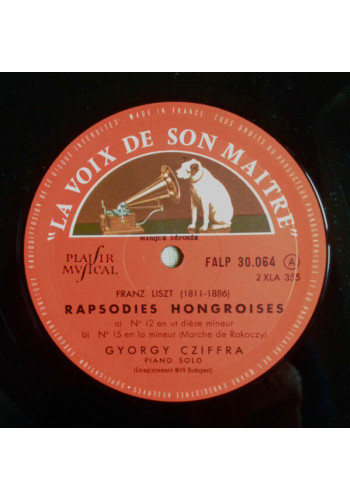 "LA VOIX DE SON MAITRE"
MADE IN FRANCE
MARQUE DÉPOSÉE
PLAISIR
MVSICAL
FALP 30.064 A
2 XLA 355
FRANZ LISZT (1811-1886)
RAPSODIES HONGROISES
a) N° 12 en ut dièse mineur
b) N° 15 en la mineur (Marche de Rakoczy)
GYORGY CZIFFRA
PIANO SOLO
(Enregistrement MHV Budapest)